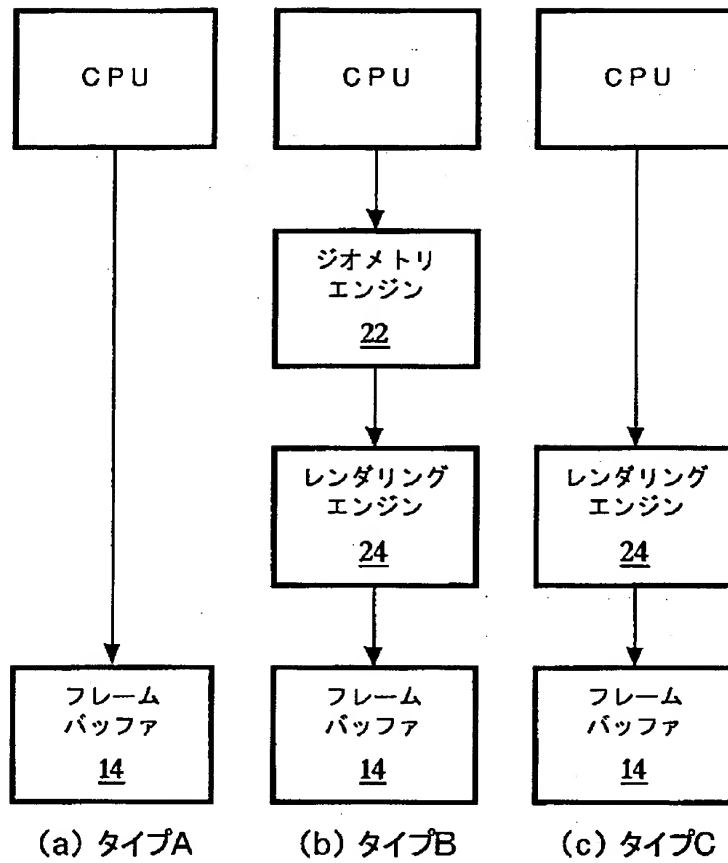 CPU
CPU
CPU
ジオメトリ
エンジン
22
レンダリング
エンジン
24
レンダリング
エンジン
24
フレーム
バッファ
14
フレーム
バッファ
14
フレーム
バッファ
14
(a) タイプA
(b) タイプB
(c) タイプC